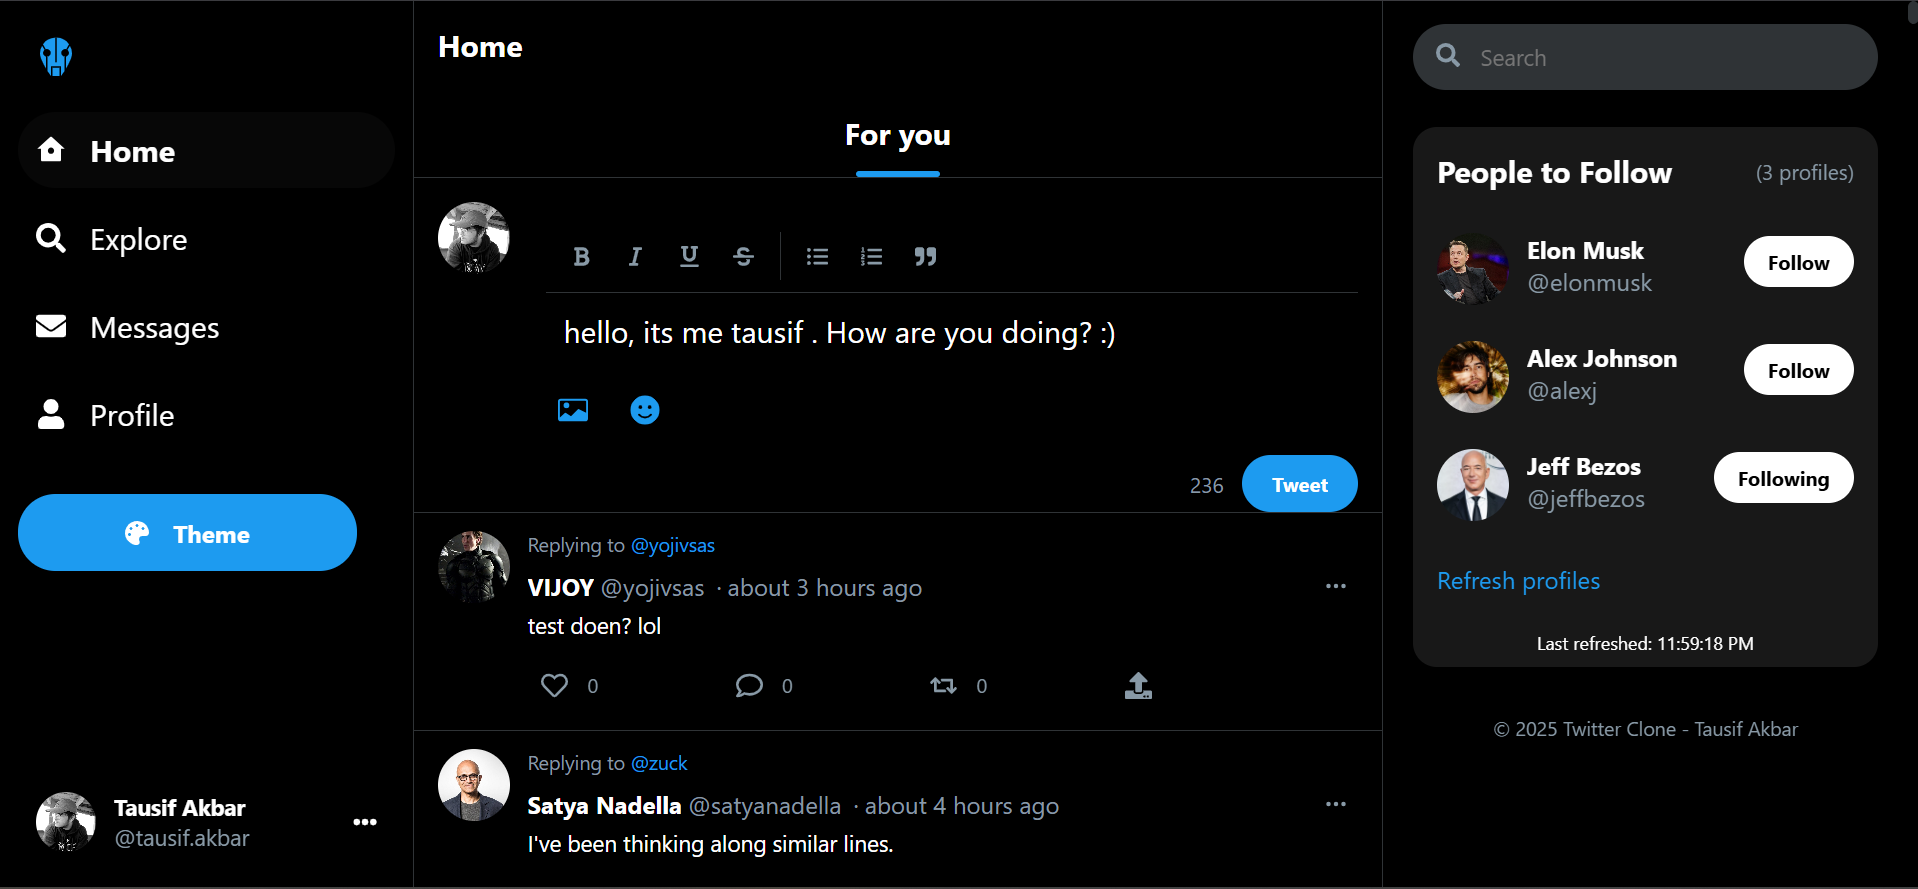 Home
Explore
Messages
Profile
Theme
Tausif Akbar
@tausif.akbar
Home
For you
B I U S
hello, its me tausif . How are you doing? :)
236 Tweet
Replying to @yojivsas
VIJOY @yojivsas · about 3 hours ago
test doen? lol
0 0 0
Replying to @zuck
Satya Nadella @satyanadella · about 4 hours ago
I've been thinking along similar lines.
Search
People to Follow (3 profiles)
Elon Musk
@elonmusk
Follow
Alex Johnson
@alexj
Follow
Jeff Bezos
@jeffbezos
Following
Refresh profiles
Last refreshed: 11:59:18 PM
© 2025 Twitter Clone - Tausif Akbar